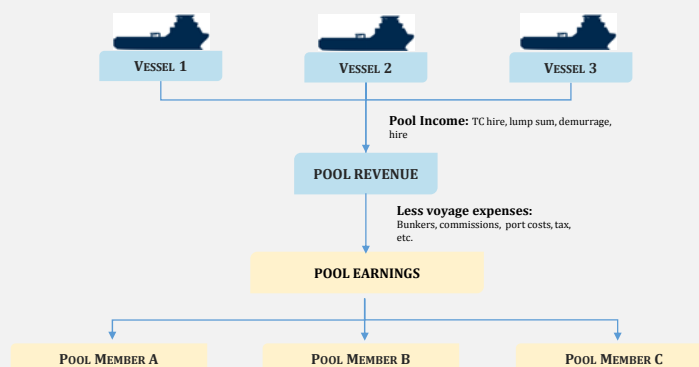 VESSEL 1
VESSEL 2
VESSEL 3
Pool Income: TC hire, lump sum, demurrage,
hire
POOL REVENUE
Less voyage expenses:
Bunkers, commissions, port costs, tax,
etc.
POOL EARNINGS
POOL MEMBER A
POOL MEMBER B
POOL MEMBER C